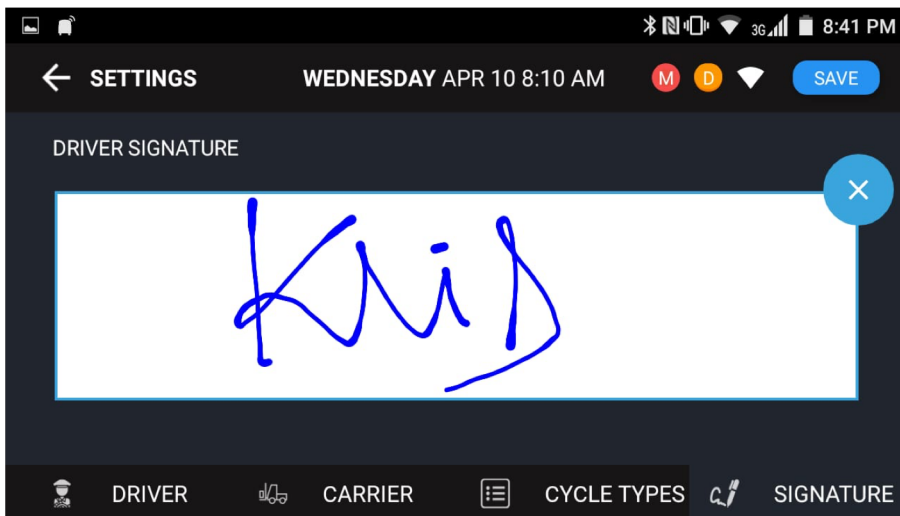 3G 8:41 PM
SETTINGS WEDNESDAY APR 10 8:10 AM M D SAVE
DRIVER SIGNATURE
Kris
DRIVER CARRIER CYCLE TYPES SIGNATURE